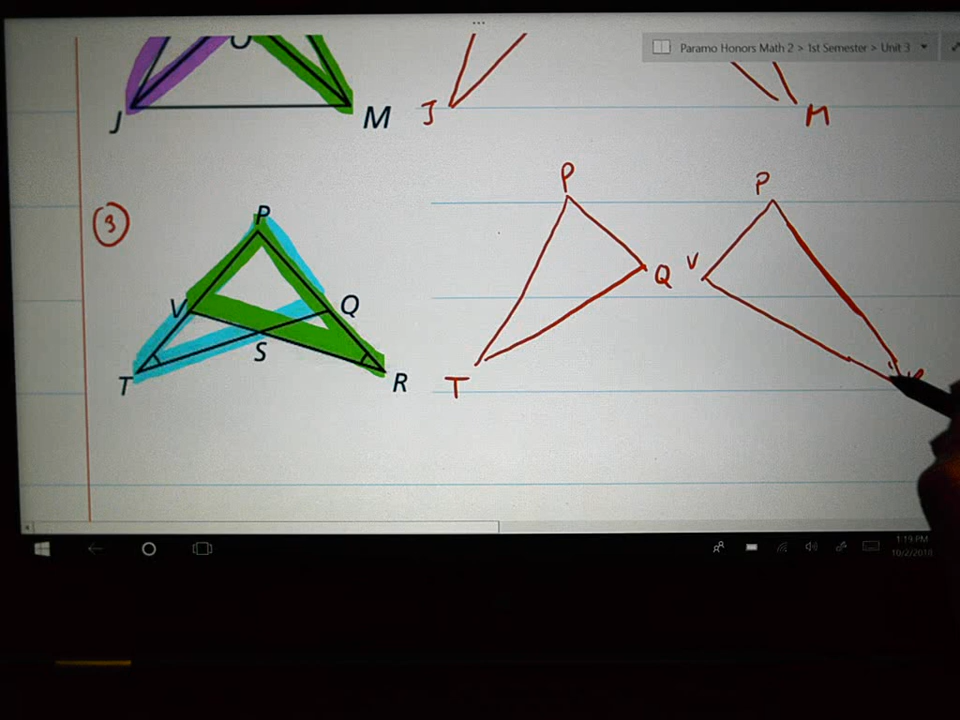 ...
Paramo Honors Math 2 > 1st Semester > Unit 3
J
M
J
M
3
P
V
Q
S
T
R
P
Q
T
P
V
1:19 PM
10/2/2018